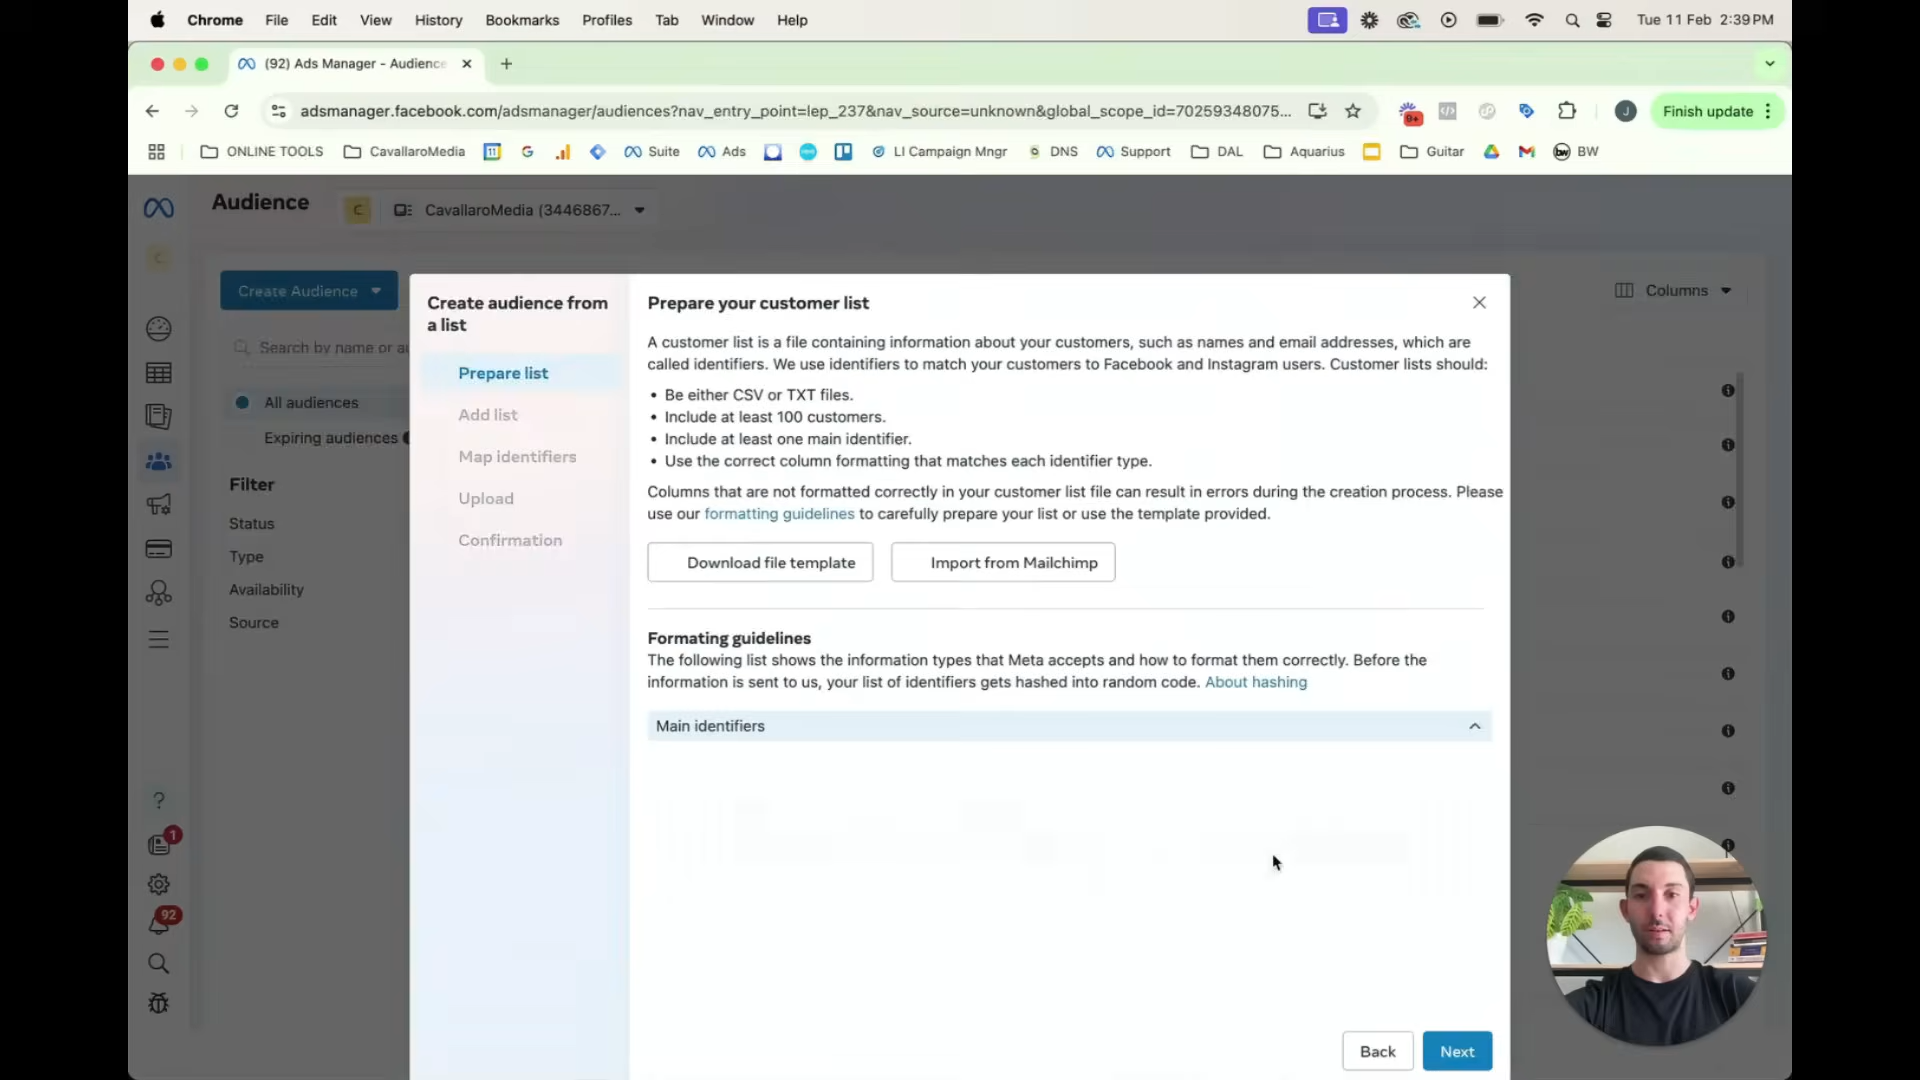 Chrome File Edit View History Bookmarks Profiles Tab Window Help Tue 11 Feb 2:39 PM
(92) Ads Manager - Audience
adsmanager.facebook.com/adsmanager/audiences?nav_entry_point=lep_237&nav_source=unknown&global_scope_id=70259348075... 9+ J Finish update
ONLINE TOOLS CavallaroMedia 11 G Suite Ads LI Campaign Mngr DNS Support DAL Aquarius Guitar bw BW
Audience C CavallaroMedia (3446867...
C
Create Audience
Columns
Search by name or au
All audiences
Expiring audiences
Filter
Status
Type
Availability
Source
?
1
92
Create audience from
a list
Prepare list
Add list
Map identifiers
Upload
Confirmation
Prepare your customer list
A customer list is a file containing information about your customers, such as names and email addresses, which are
called identifiers. We use identifiers to match your customers to Facebook and Instagram users. Customer lists should:
• Be either CSV or TXT files.
• Include at least 100 customers.
• Include at least one main identifier.
• Use the correct column formatting that matches each identifier type.
Columns that are not formatted correctly in your customer list file can result in errors during the creation process. Please
use our formatting guidelines to carefully prepare your list or use the template provided.
Download file template Import from Mailchimp
Formating guidelines
The following list shows the information types that Meta accepts and how to format them correctly. Before the
information is sent to us, your list of identifiers gets hashed into random code. About hashing
Main identifiers
Back Next